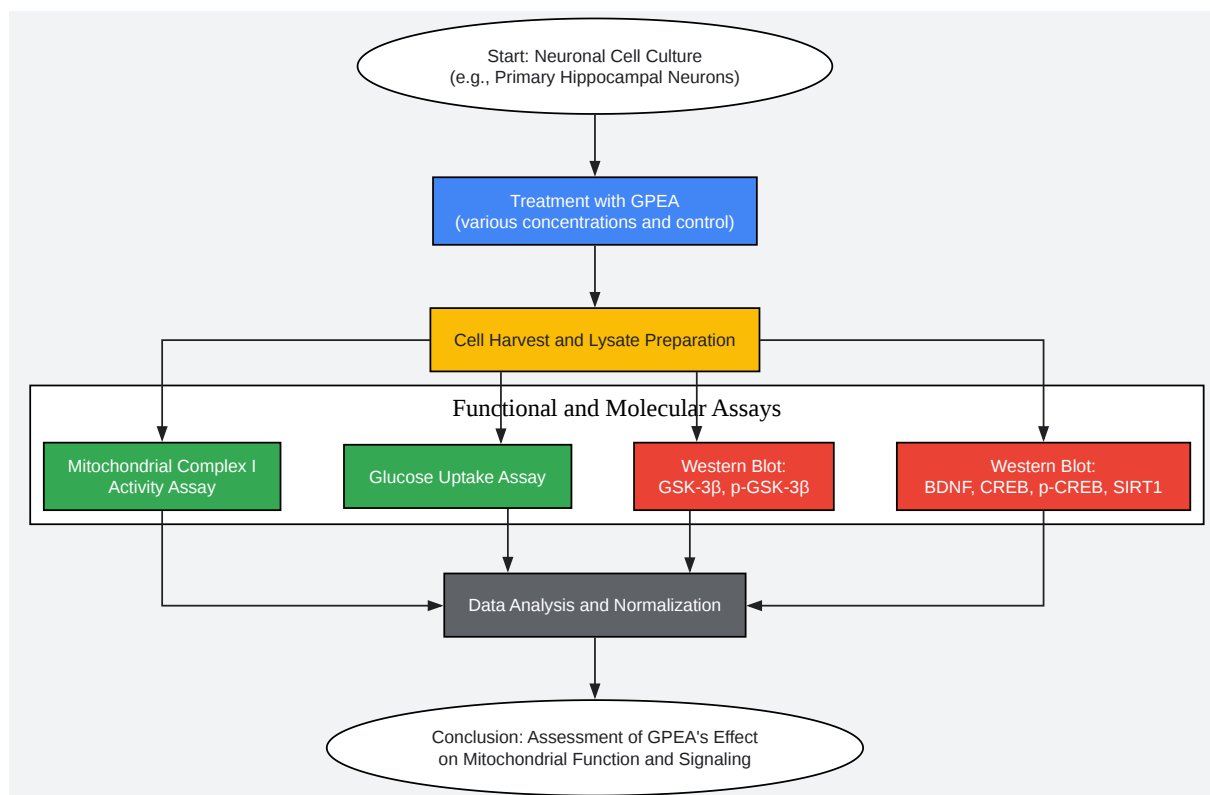 Start: Neuronal Cell Culture
(e.g., Primary Hippocampal Neurons)
Treatment with GPEA
(various concentrations and control)
Cell Harvest and Lysate Preparation
Functional and Molecular Assays
Mitochondrial Complex I
Activity Assay
Glucose Uptake Assay
Western Blot:
GSK-3β, p-GSK-3β
Western Blot:
BDNF, CREB, p-CREB, SIRT1
Data Analysis and Normalization
Conclusion: Assessment of GPEA's Effect
on Mitochondrial Function and Signaling